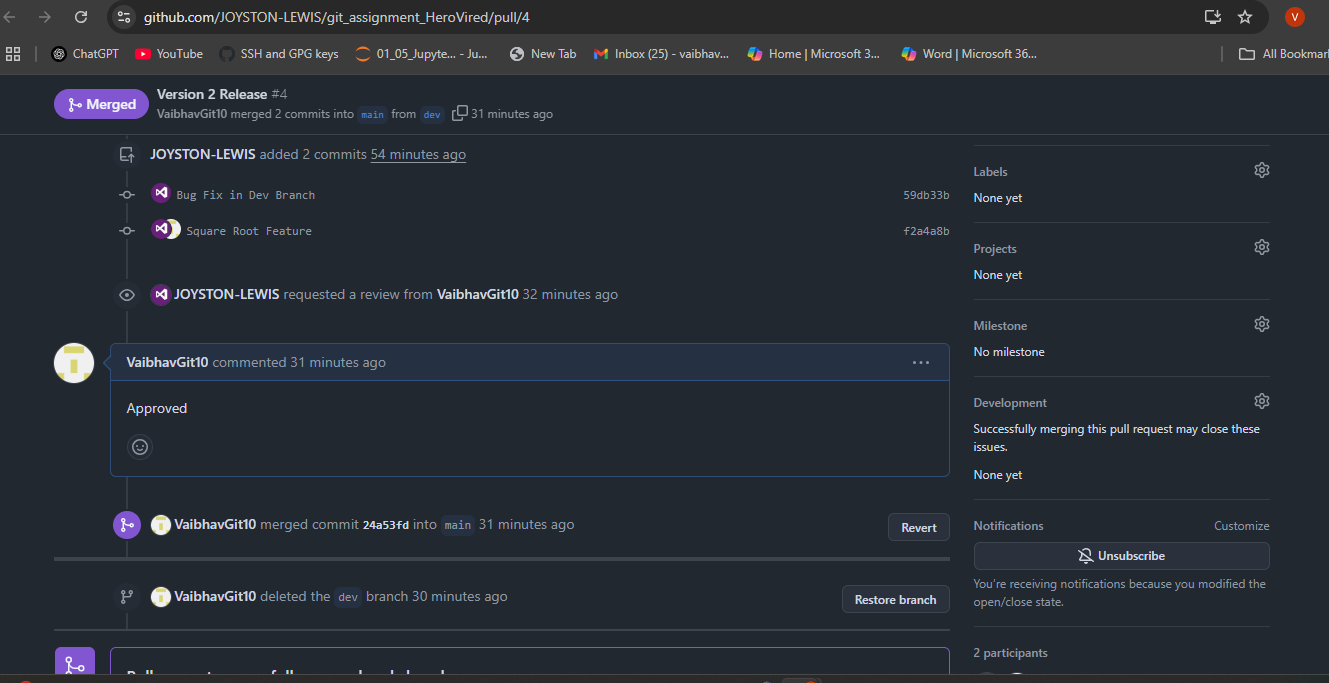 github.com/JOYSTON-LEWIS/git_assignment_HeroVired/pull/4
V
ChatGPT YouTube SSH and GPG keys 01_05_Jupyte... - Ju... New Tab Inbox (25) - vaibhav... Home | Microsoft 3... Word | Microsoft 36... All Bookmar
Merged
Version 2 Release #4
VaibhavGit10 merged 2 commits into main from dev 31 minutes ago
JOYSTON-LEWIS added 2 commits 54 minutes ago
Bug Fix in Dev Branch 59db33b
Square Root Feature f2a4a8b
JOYSTON-LEWIS requested a review from VaibhavGit10 32 minutes ago
VaibhavGit10 commented 31 minutes ago
Approved
VaibhavGit10 merged commit 24a53fd into main 31 minutes ago
Revert
VaibhavGit10 deleted the dev branch 30 minutes ago
Restore branch
Labels
None yet
Projects
None yet
Milestone
No milestone
Development
Successfully merging this pull request may close these
issues.
None yet
Notifications Customize
Unsubscribe
You're receiving notifications because you modified the
open/close state.
2 participants